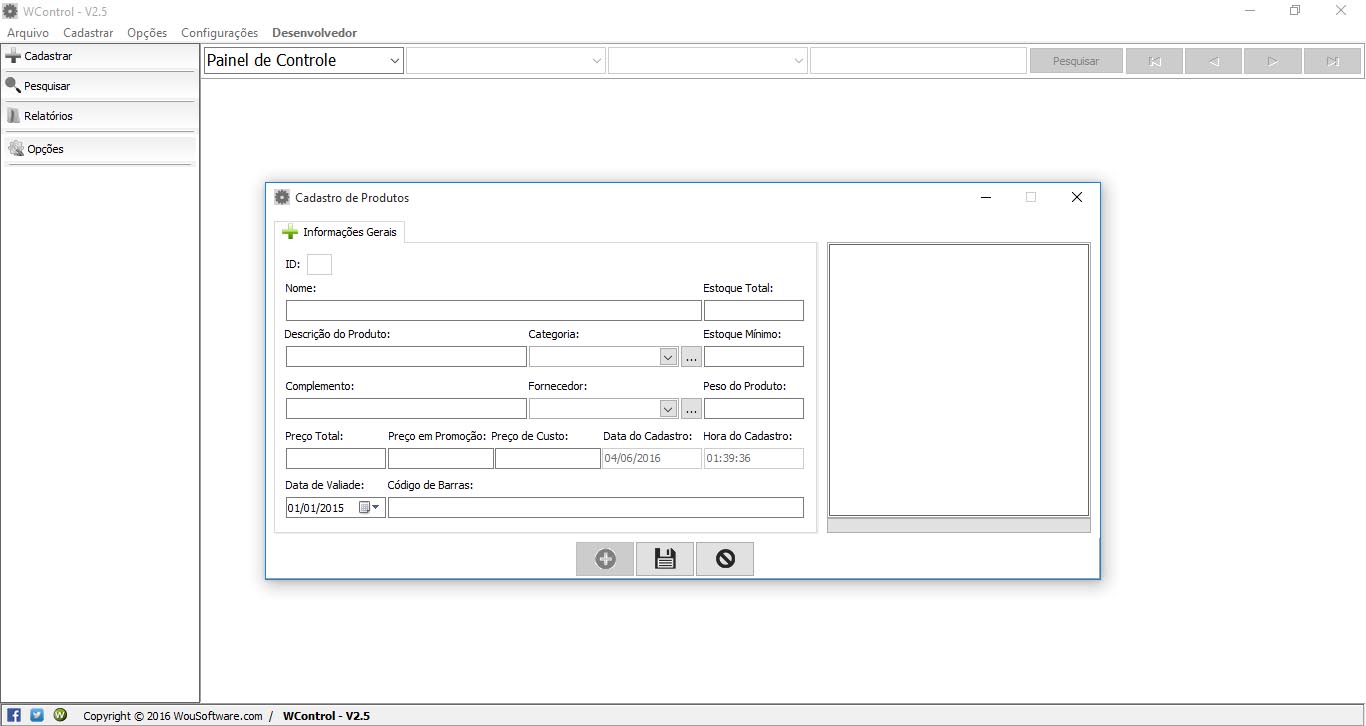 WControl - V2.5
Arquivo Cadastrar Opções Configurações Desenvolvedor
Cadastrar
Pesquisar
Relatórios
Opções
Painel de Controle
Pesquisar
Cadastro de Produtos
Informações Gerais
ID:
Nome: Estoque Total:
Descrição do Produto: Categoria: Estoque Mínimo:
...
Complemento: Fornecedor: Peso do Produto:
...
Preço Total: Preço em Promoção: Preço de Custo: Data do Cadastro: Hora do Cadastro:
04/06/2016 01:39:36
Data de Valiade: Código de Barras:
01/01/2015
Copyright © 2016 WouSoftware.com / WControl - V2.5